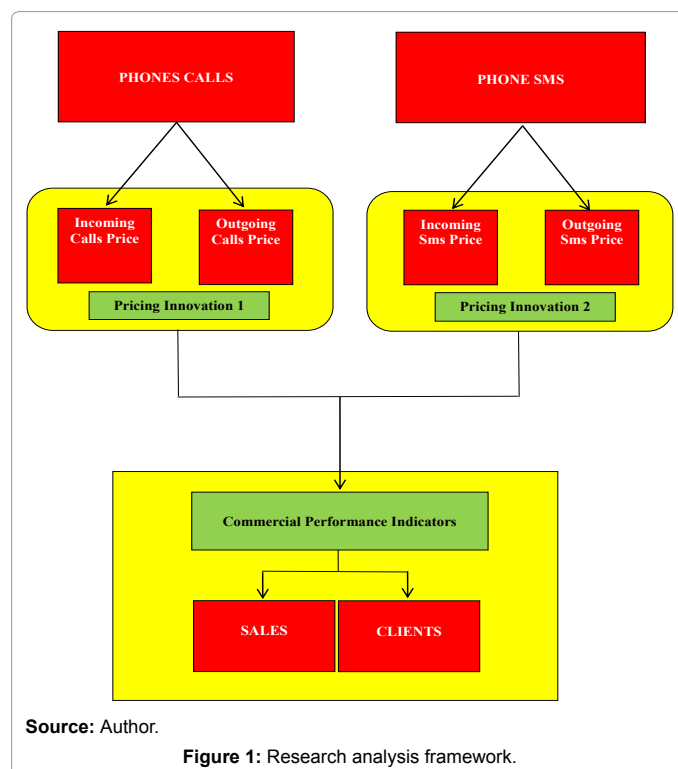 PHONES CALLS
PHONE SMS
Incoming
Calls Price
Outgoing
Calls Price
Pricing Innovation 1
Incoming
Sms Price
Outgoing
Sms Price
Pricing Innovation 2
Commercial Performance Indicators
SALES
CLIENTS
Source: Author.
Figure 1: Research analysis framework.